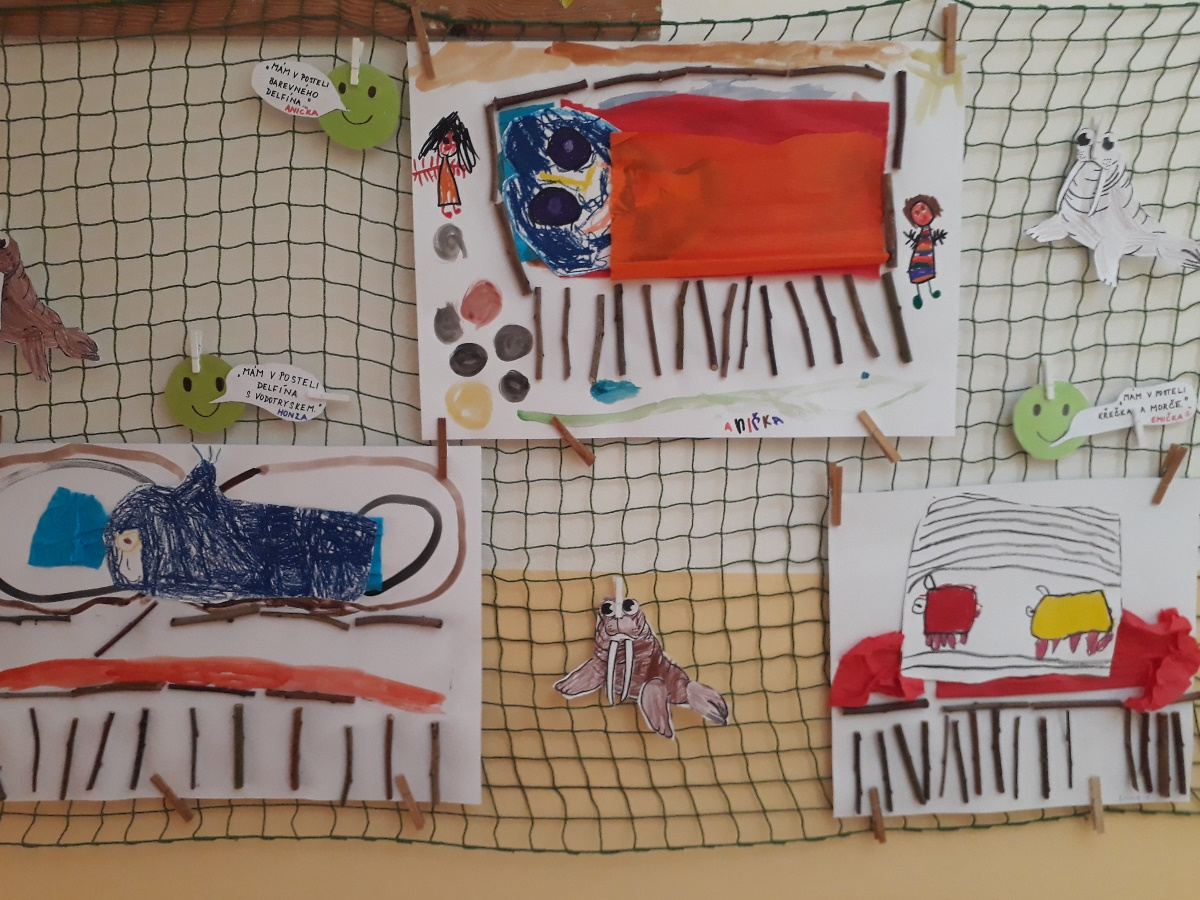 „MÁM V POSTELI
BAREVNÉHO
DELFÍNA.“
ANIČKA
„MÁM V POSTELI
DELFÍNA
S VODOTRYSKEM.“
HONZA
ANIČKA
„MÁM V POSTELI
KŘEČKA A MORČE.“
EMIČKA